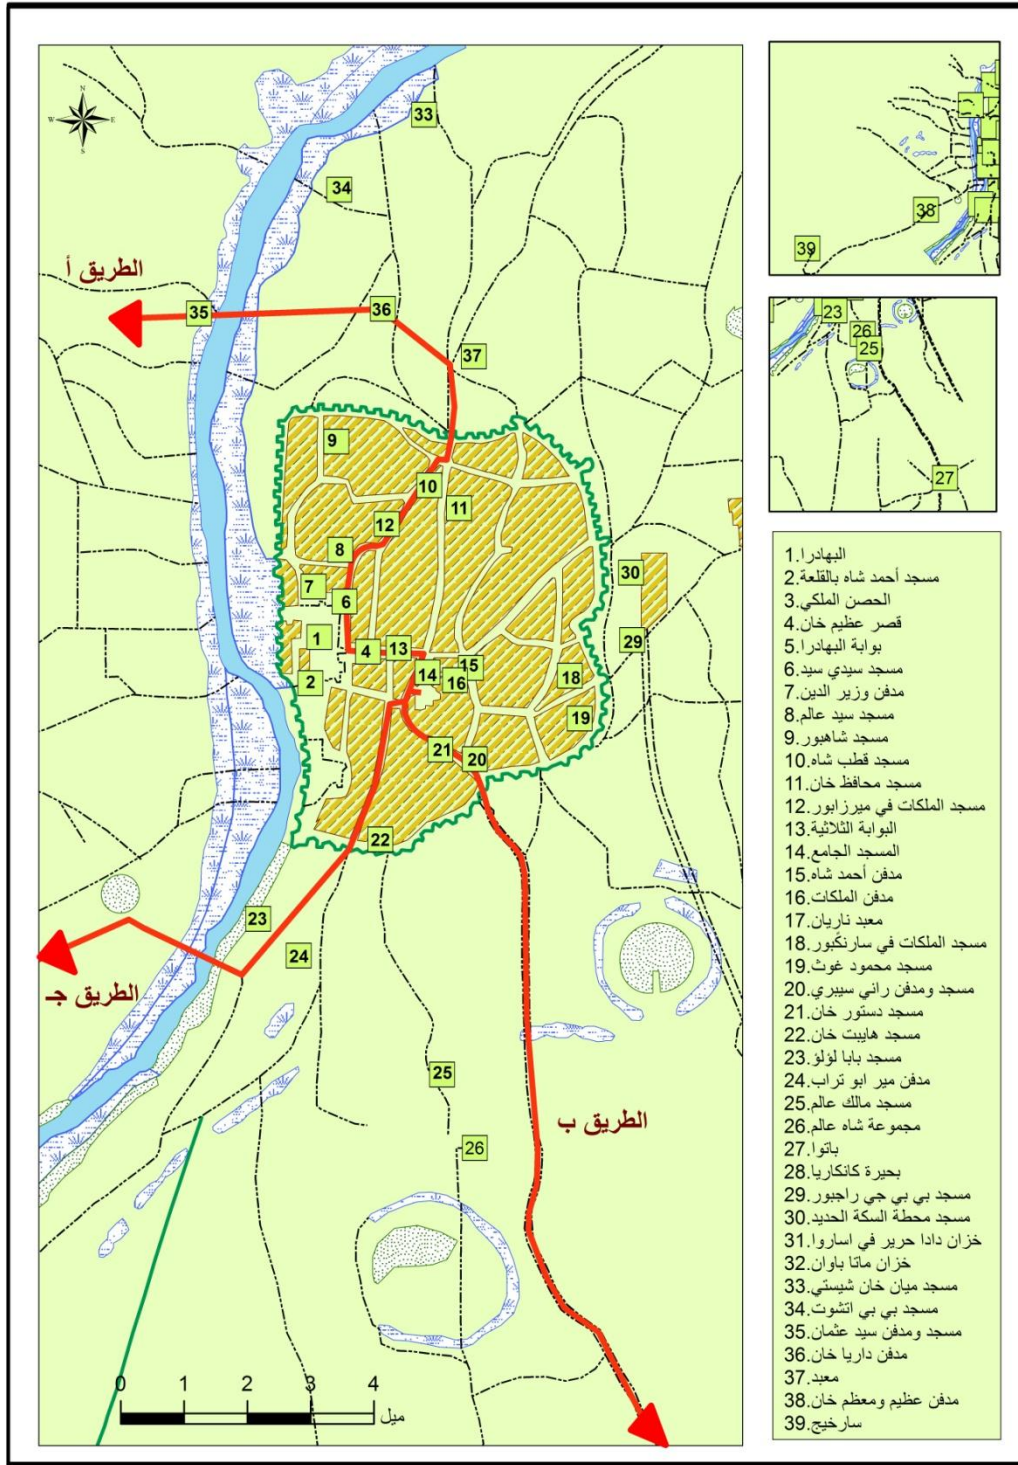 N
W E
S
33
34
الطريق أ
35
36
37
9
10
11
12
8
7
30
6
1
13
29
4
15
14
18
16
2
19
21
20
22
23
24
الطريق جـ
25
الطريق ب
26
0 1 2 3 4
ميل
38
39
23
26
25
27
1.البهادرا
2.مسجد أحمد شاه بالقلعة
3.الحصن الملكي
4.قصر عظيم خان
5.بوابة البهادرا
6.مسجد سيدي سيد
7.مدفن وزير الدين
8.مسجد سيد عالم
9.مسجد شاهبور
10.مسجد قطب شاه
11.مسجد محافظ خان
12.مسجد الملكات في ميرزابور
13.البوابة الثلاثية
14.المسجد الجامع
15.مدفن أحمد شاه
16.مدفن الملكات
17.معبد ناريان
18.مسجد الملكات في سارنكَبور
19.مسجد محمود غوث
20.مسجد ومدفن راني سيبري
21.مسجد دستور خان
22.مسجد هايبت خان
23.مسجد بابا لؤلؤ
24.مدفن مير ابو تراب
25.مسجد مالك عالم
26.مجموعة شاه عالم
27.باتوا
28.بحيرة كانكاريا
29.مسجد بي بي جي راجبور
30.مسجد محطة السكة الحديد
31.خزان دادا حرير في اساروا
32.خزان ماتا باوان
33.مسجد ميان خان شيستي
34.مسجد بي بي اتشوت
35.مسجد ومدفن سيد عثمان
36.مدفن داريا خان
37.معبد
38.مدفن عظيم ومعظم خان
39.سارخيج